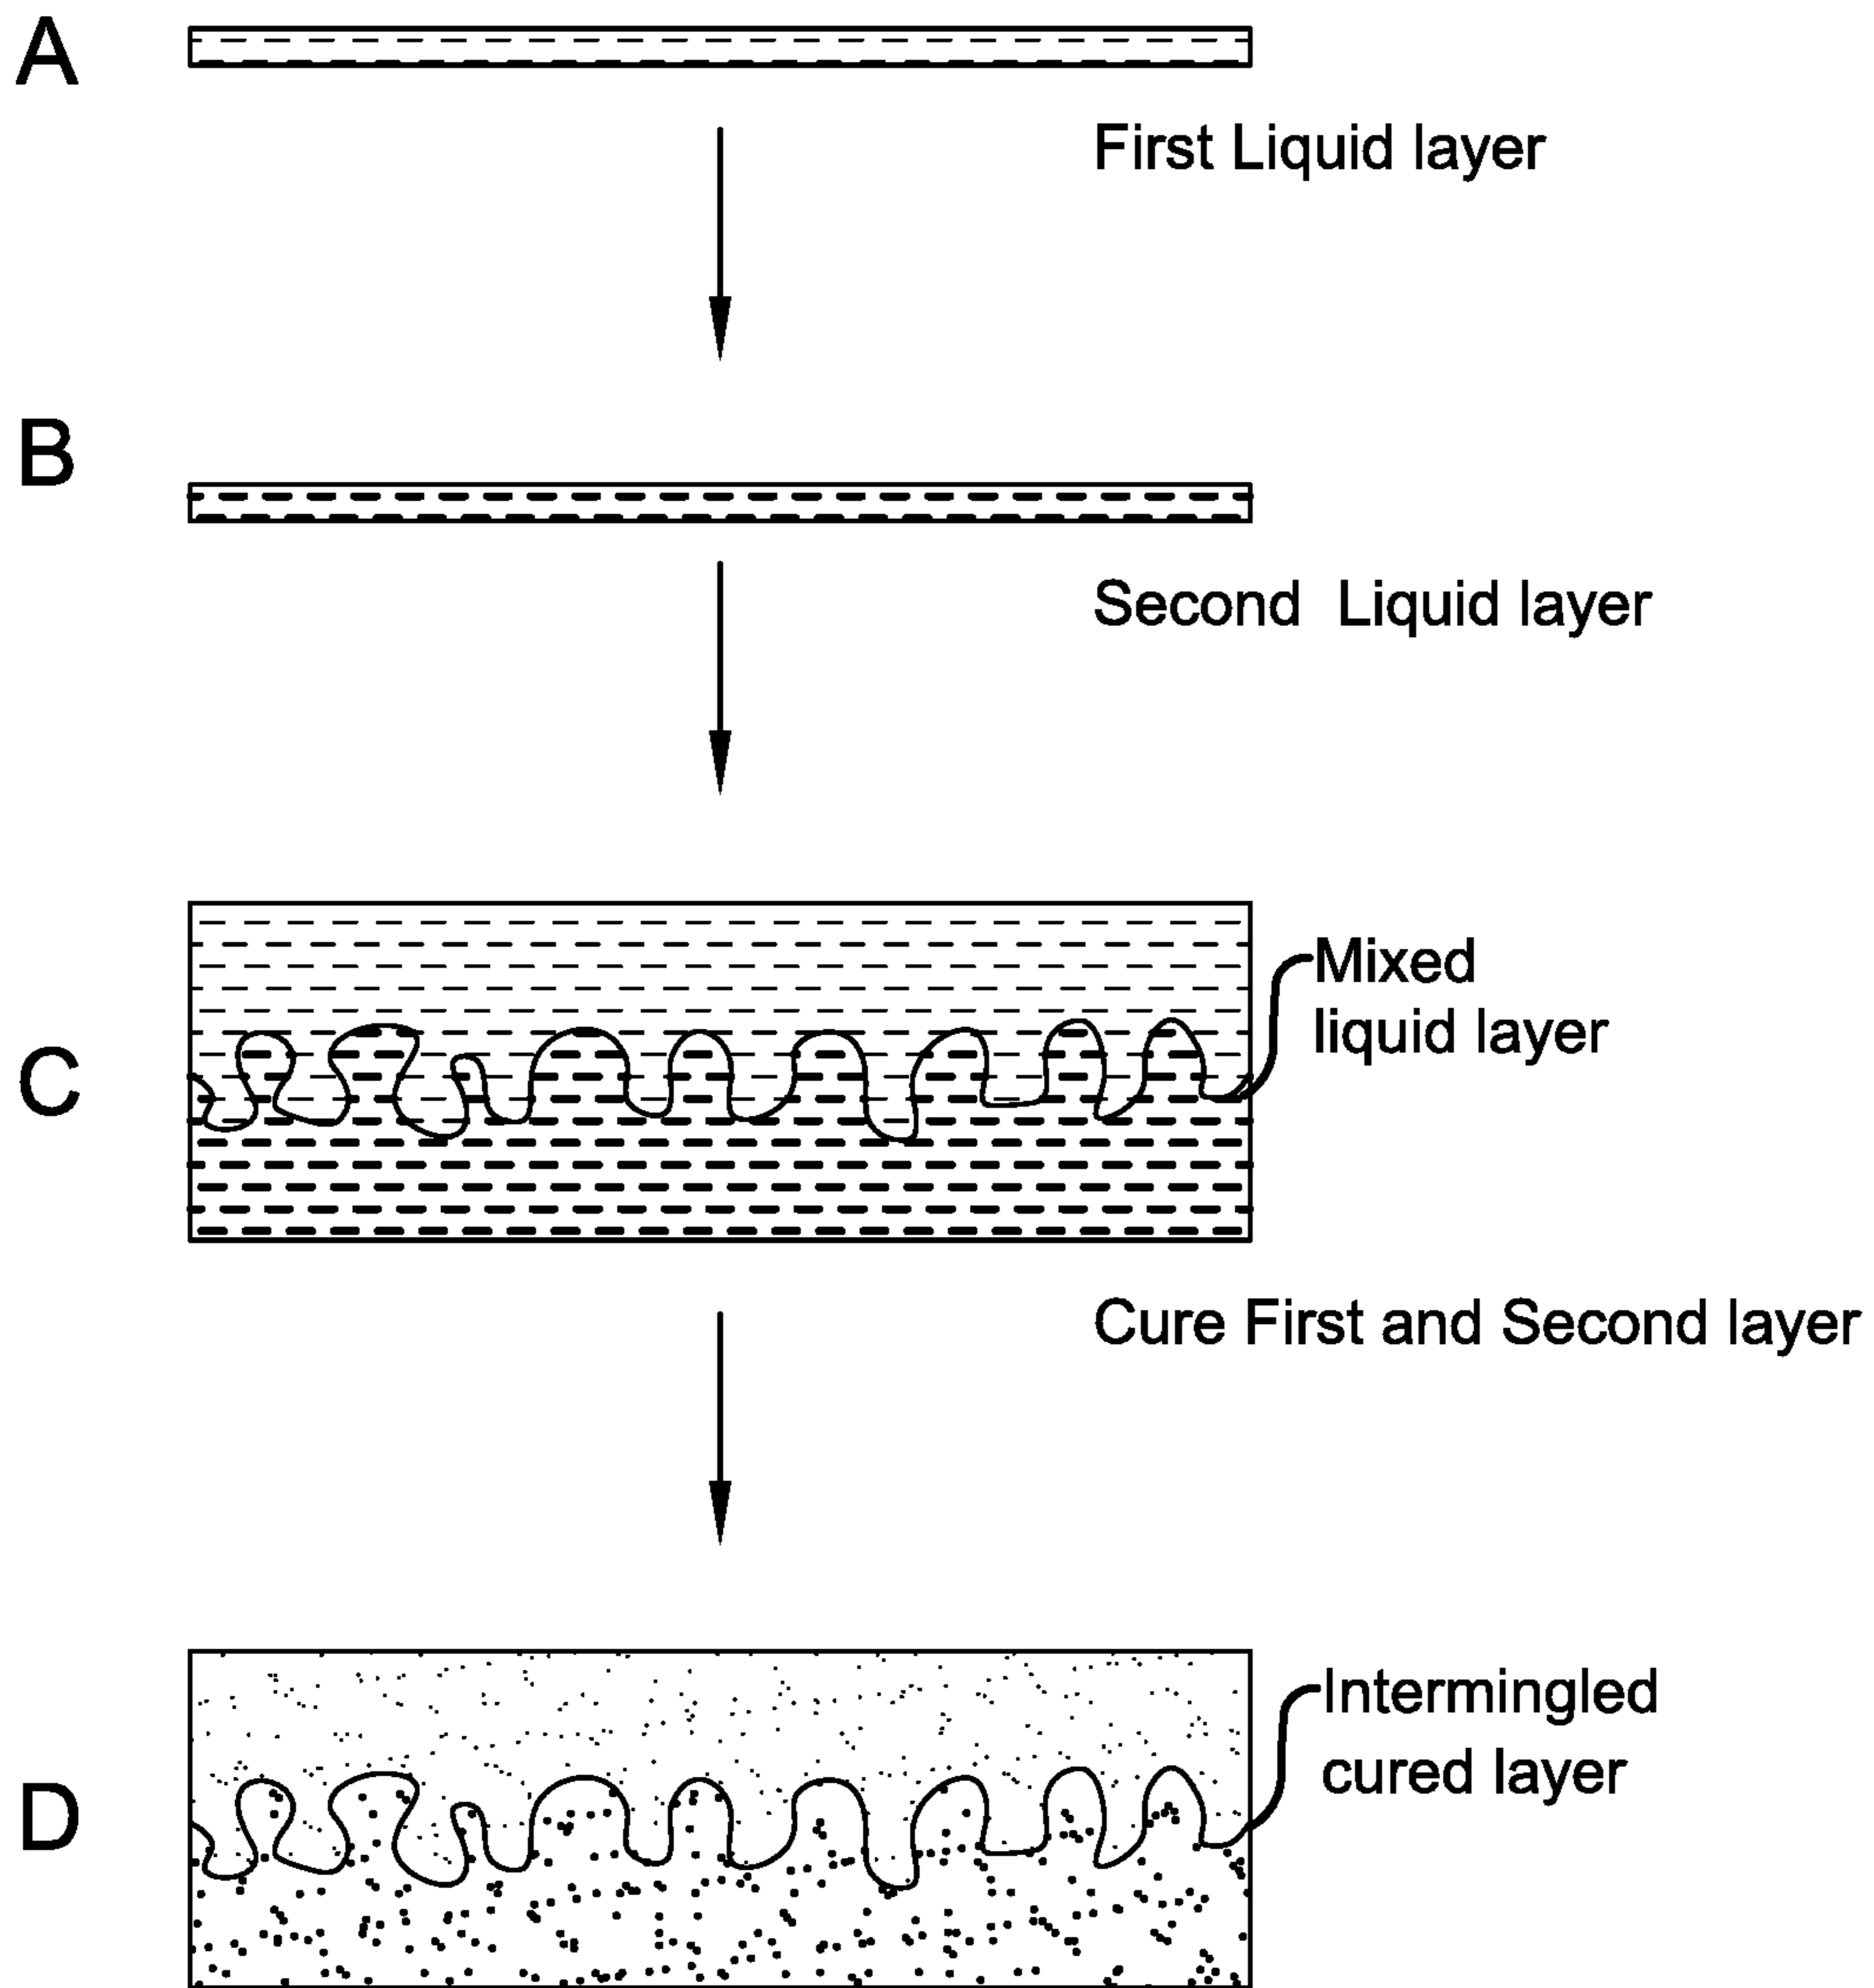 A
First Liquid layer
B
Second Liquid layer
C
Mixed
liquid layer
Cure First and Second layer
D
Intermingled
cured layer